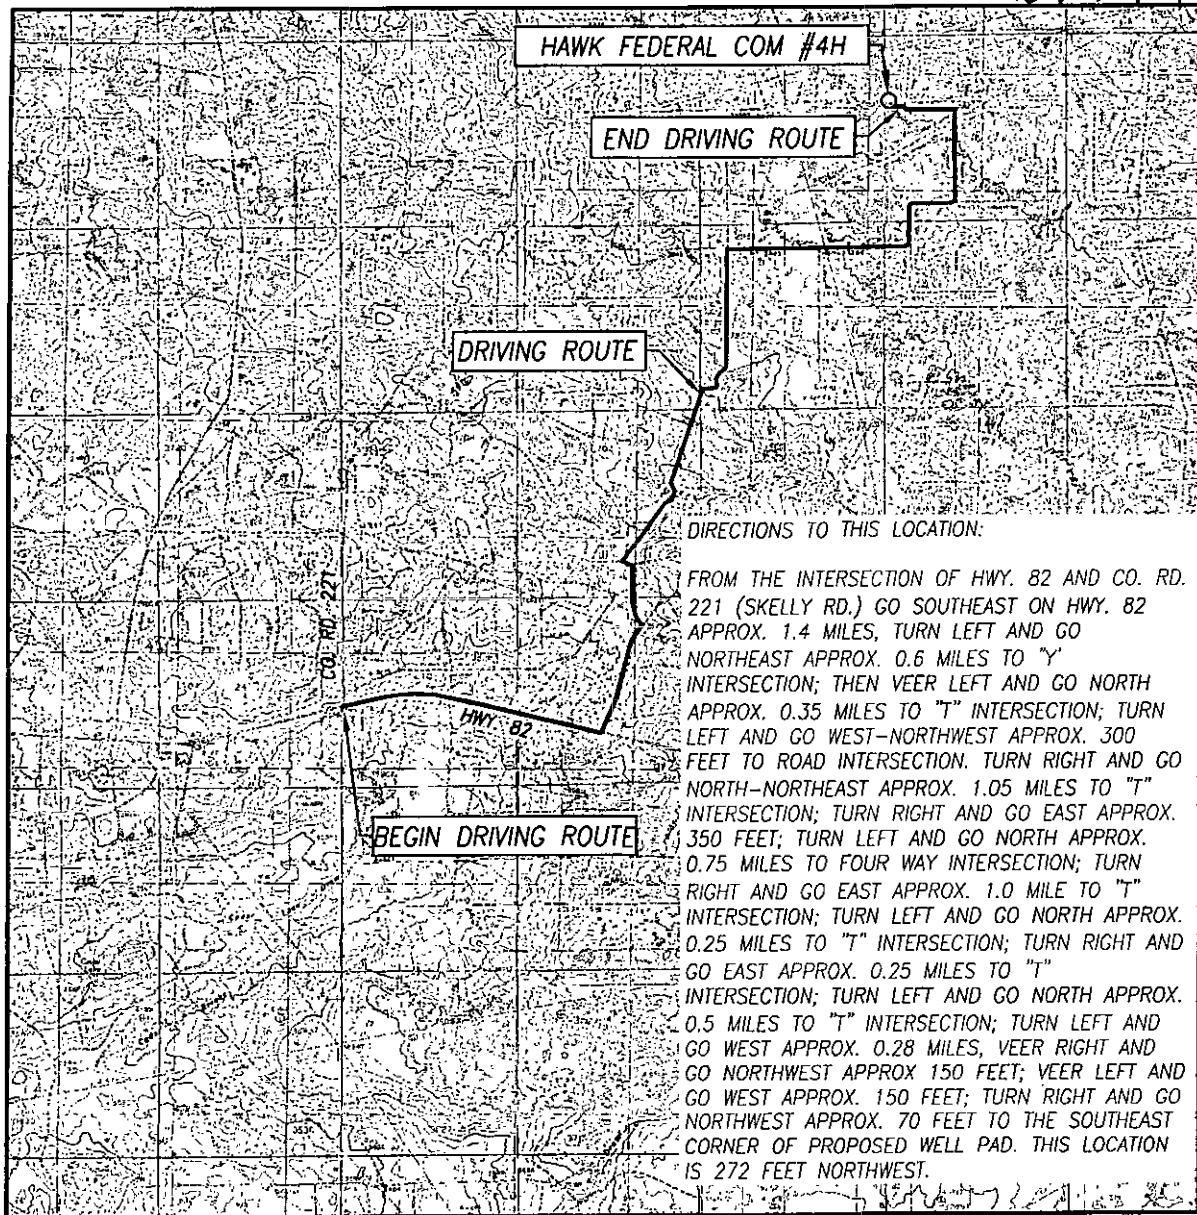 HAWK FEDERAL COM #4H
END DRIVING ROUTE
DRIVING ROUTE
CO. RD. 221
HWY 82
BEGIN DRIVING ROUTE
DIRECTIONS TO THIS LOCATION:
FROM THE INTERSECTION OF HWY. 82 AND CO. RD.
221 (SKELLY RD.) GO SOUTHEAST ON HWY. 82
APPROX. 1.4 MILES, TURN LEFT AND GO
NORTHEAST APPROX. 0.6 MILES TO "Y'
INTERSECTION; THEN VEER LEFT AND GO NORTH
APPROX. 0.35 MILES TO "T" INTERSECTION; TURN
LEFT AND GO WEST-NORTHWEST APPROX. 300
FEET TO ROAD INTERSECTION. TURN RIGHT AND GO
NORTH-NORTHEAST APPROX. 1.05 MILES TO "T"
INTERSECTION; TURN RIGHT AND GO EAST APPROX.
350 FEET; TURN LEFT AND GO NORTH APPROX.
0.75 MILES TO FOUR WAY INTERSECTION; TURN
RIGHT AND GO EAST APPROX. 1.0 MILE TO "T"
INTERSECTION; TURN LEFT AND GO NORTH APPROX.
0.25 MILES TO "T" INTERSECTION; TURN RIGHT AND
GO EAST APPROX. 0.25 MILES TO "T"
INTERSECTION; TURN LEFT AND GO NORTH APPROX.
0.5 MILES TO "T" INTERSECTION; TURN LEFT AND
GO WEST APPROX. 0.28 MILES, VEER RIGHT AND
GO NORTHWEST APPROX 150 FEET; VEER LEFT AND
GO WEST APPROX. 150 FEET; TURN RIGHT AND GO
NORTHWEST APPROX. 70 FEET TO THE SOUTHEAST
CORNER OF PROPOSED WELL PAD. THIS LOCATION
IS 272 FEET NORTHWEST.